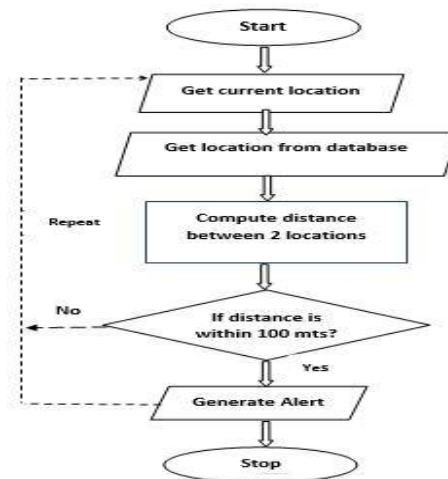 Start
Get current location
Get location from database
Compute distance
between 2 locations
Repeat
No
If distance is
within 100 mts?
Yes
Generate Alert
Stop